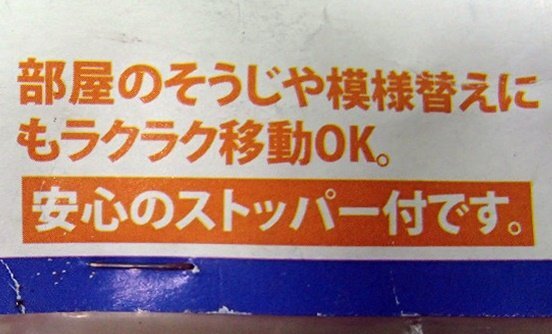 部屋のそうじや模様替えに
もラクラク移動OK。
安心のストッパー付です。